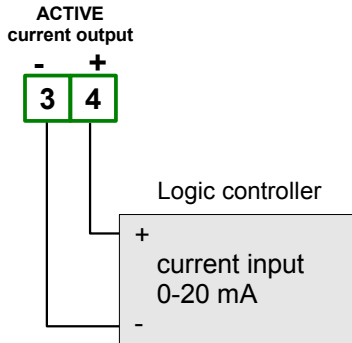 ACTIVE
current output
- +
3 4
Logic controller
+
current input
0-20 mA
-